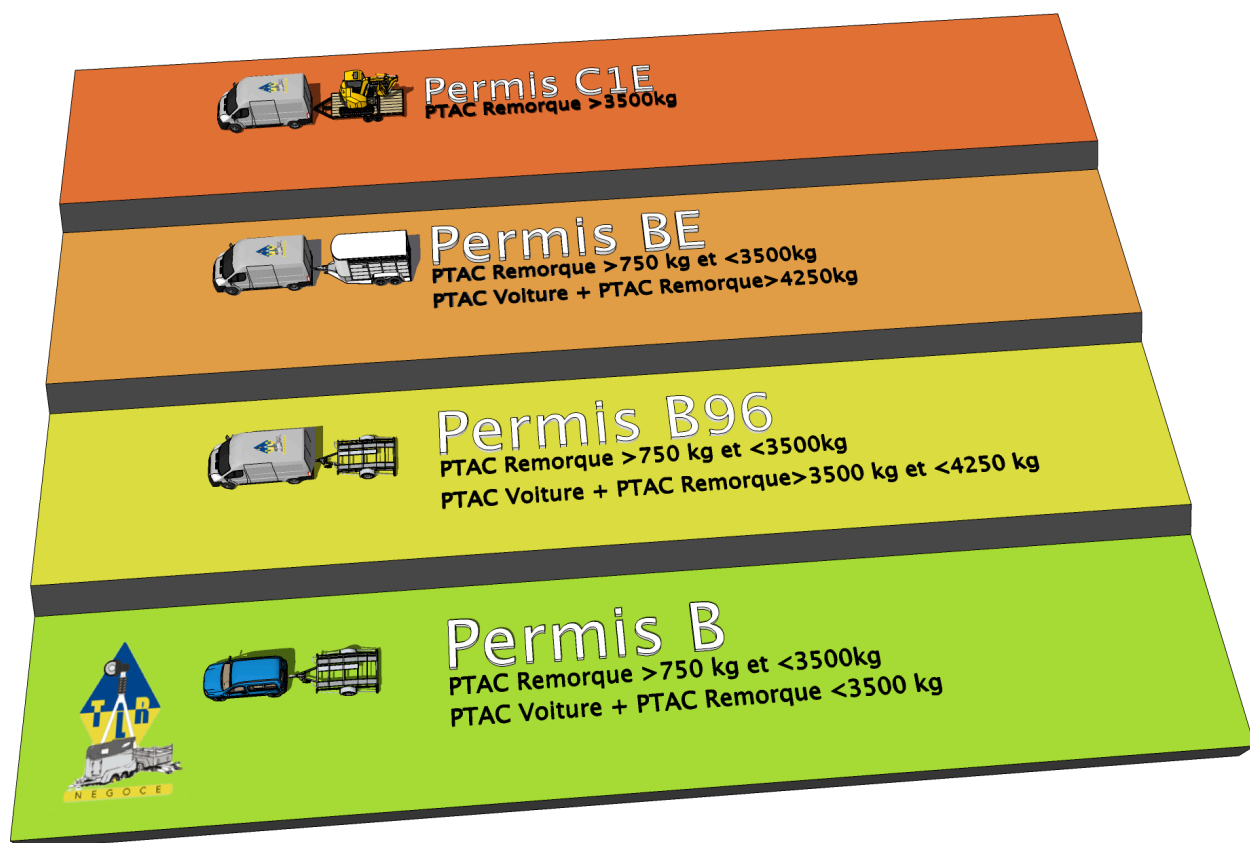 Permis C1E
PTAC Remorque >3500kg
Permis BE
PTAC Remorque >750 kg et <3500kg
PTAC Voiture + PTAC Remorque>4250kg
Permis B96
PTAC Remorque >750 kg et <3500kg
PTAC Voiture + PTAC Remorque>3500 kg et <4250 kg
Permis B
PTAC Remorque >750 kg et <3500kg
PTAC Voiture + PTAC Remorque <3500 kg
TLR
NEGOCE